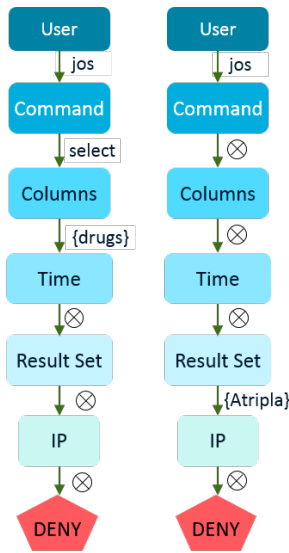 User
jos
Command
select
Columns
{drugs}
Time
⊗
Result Set
⊗
IP
⊗
DENY
User
jos
Command
⊗
Columns
⊗
Time
⊗
Result Set
{Atripla}
IP
⊗
DENY